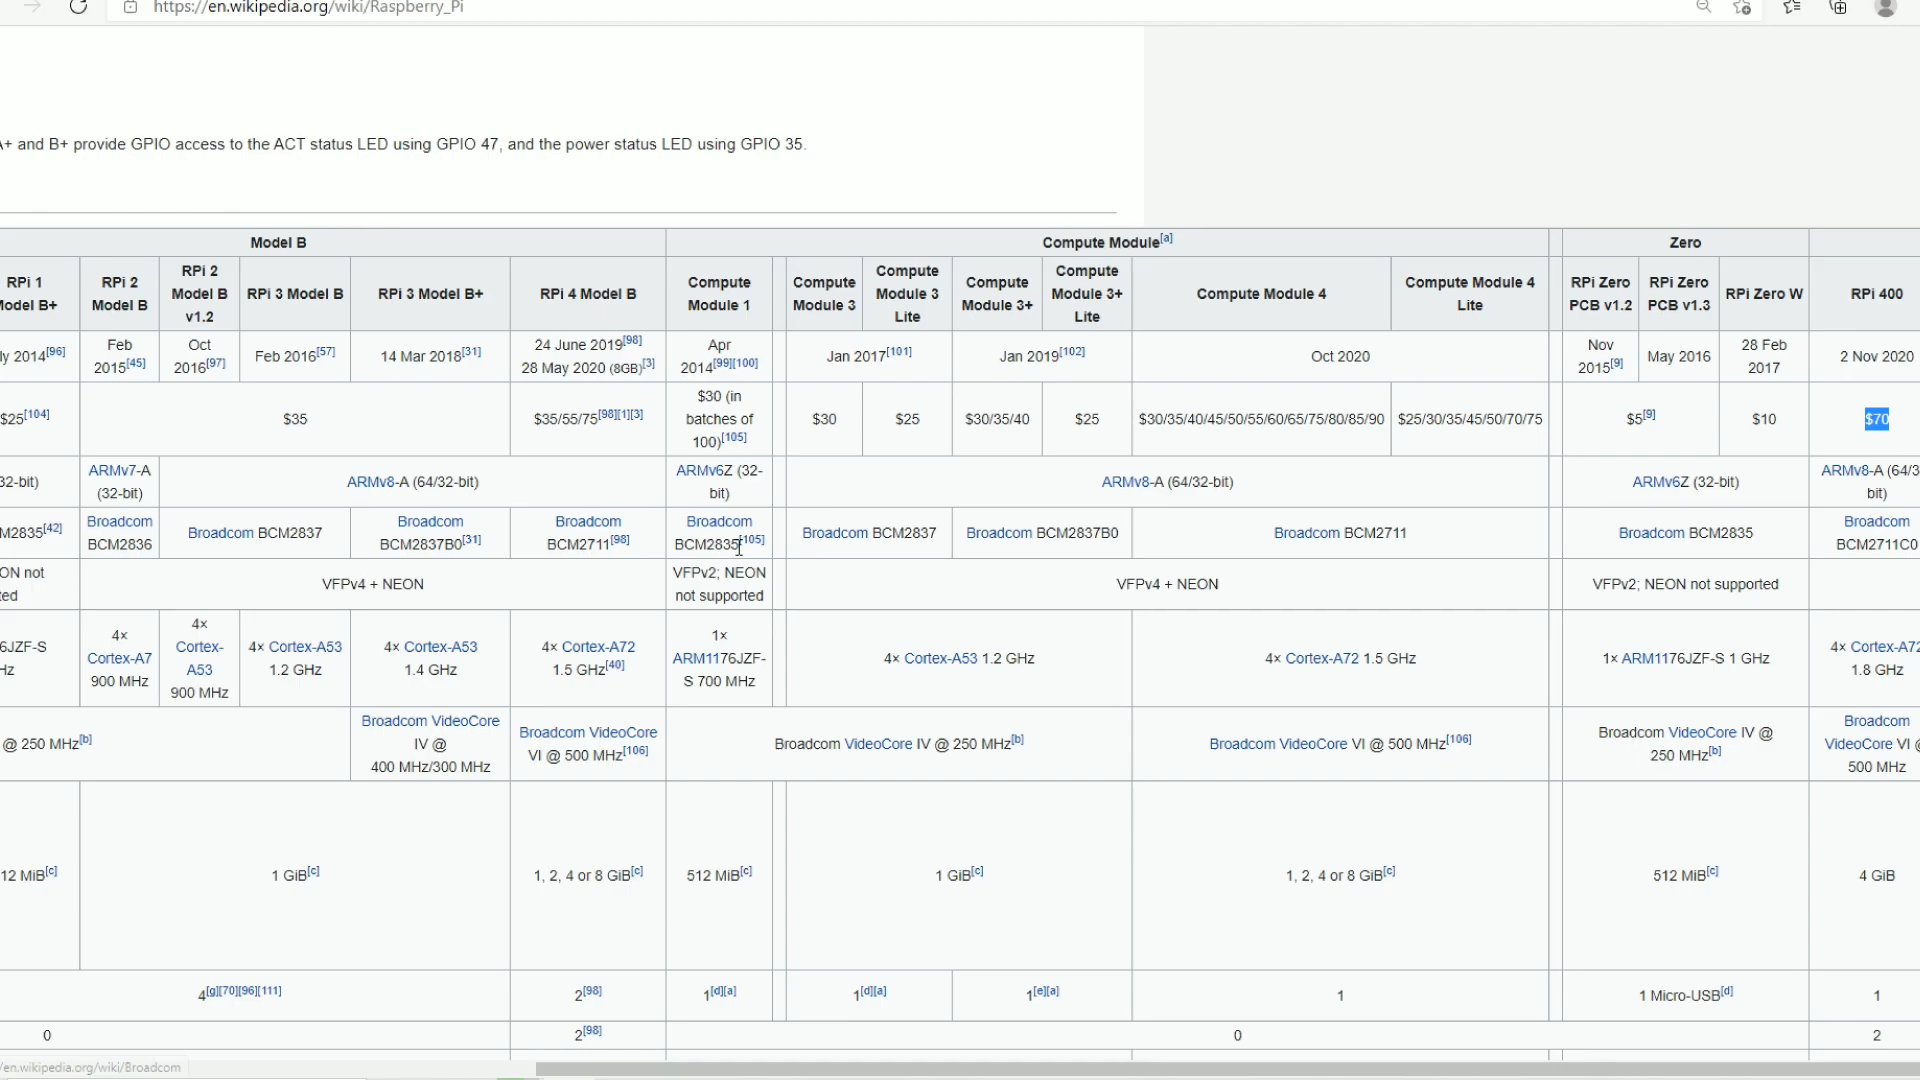 https://en.wikipedia.org/wiki/Raspberry_Pi
A+ and B+ provide GPIO access to the ACT status LED using GPIO 47, and the power status LED using GPIO 35.
Model B
Compute Module[a]
Zero
RPi 1
Model B+
RPi 2
Model B
RPi 2
Model B
v1.2
RPi 3 Model B
RPi 3 Model B+
RPi 4 Model B
Compute
Module 1
Compute
Module 3
Compute
Module 3
Lite
Compute
Module 3+
Compute
Module 3+
Lite
Compute Module 4
Compute Module 4
Lite
RPi Zero
PCB v1.2
RPi Zero
PCB v1.3
RPi Zero W
RPi 400
ly 2014[96]
Feb
2015[45]
Oct
2016[97]
Feb 2016[57]
14 Mar 2018[31]
24 June 2019[98]
28 May 2020 (8GB)[3]
Apr
2014[99][100]
Jan 2017[101]
Jan 2019[102]
Oct 2020
Nov
2015[9]
May 2016
28 Feb
2017
2 Nov 2020
$25[104]
$35
$35/55/75[98][1][3]
$30 (in
batches of
100)[105]
$30
$25
$30/35/40
$25
$30/35/40/45/50/55/60/65/75/80/85/90
$25/30/35/45/50/70/75
$5[9]
$10
$70
32-bit)
ARMv7-A
(32-bit)
ARMv8-A (64/32-bit)
ARMv6Z (32-
bit)
ARMv8-A (64/32-bit)
ARMv6Z (32-bit)
ARMv8-A (64/3
bit)
M2835[42]
Broadcom
BCM2836
Broadcom BCM2837
Broadcom
BCM2837B0[31]
Broadcom
BCM2711[98]
Broadcom
BCM2835[105]
Broadcom BCM2837
Broadcom BCM2837B0
Broadcom BCM2711
Broadcom BCM2835
Broadcom
BCM2711C0
ON not
ted
VFPv4 + NEON
VFPv2; NEON
not supported
VFPv4 + NEON
VFPv2; NEON not supported
6JZF-S
Hz
4×
Cortex-A7
900 MHz
4×
Cortex-
A53
900 MHz
4× Cortex-A53
1.2 GHz
4× Cortex-A53
1.4 GHz
4× Cortex-A72
1.5 GHz[40]
1×
ARM1176JZF-
S 700 MHz
4× Cortex-A53 1.2 GHz
4× Cortex-A72 1.5 GHz
1× ARM1176JZF-S 1 GHz
4× Cortex-A72
1.8 GHz
@ 250 MHz[b]
Broadcom VideoCore
IV @
400 MHz/300 MHz
Broadcom VideoCore
VI @ 500 MHz[106]
Broadcom VideoCore IV @ 250 MHz[b]
Broadcom VideoCore VI @ 500 MHz[106]
Broadcom VideoCore IV @
250 MHz[b]
Broadcom
VideoCore VI @
500 MHz
12 MiB[c]
1 GiB[c]
1, 2, 4 or 8 GiB[c]
512 MiB[c]
1 GiB[c]
1, 2, 4 or 8 GiB[c]
512 MiB[c]
4 GiB
4[g][70][96][111]
2[98]
1[d][a]
1[d][a]
1[e][a]
1
1 Micro-USB[d]
1
0
2[98]
0
2
/en.wikipedia.org/wiki/Broadcom